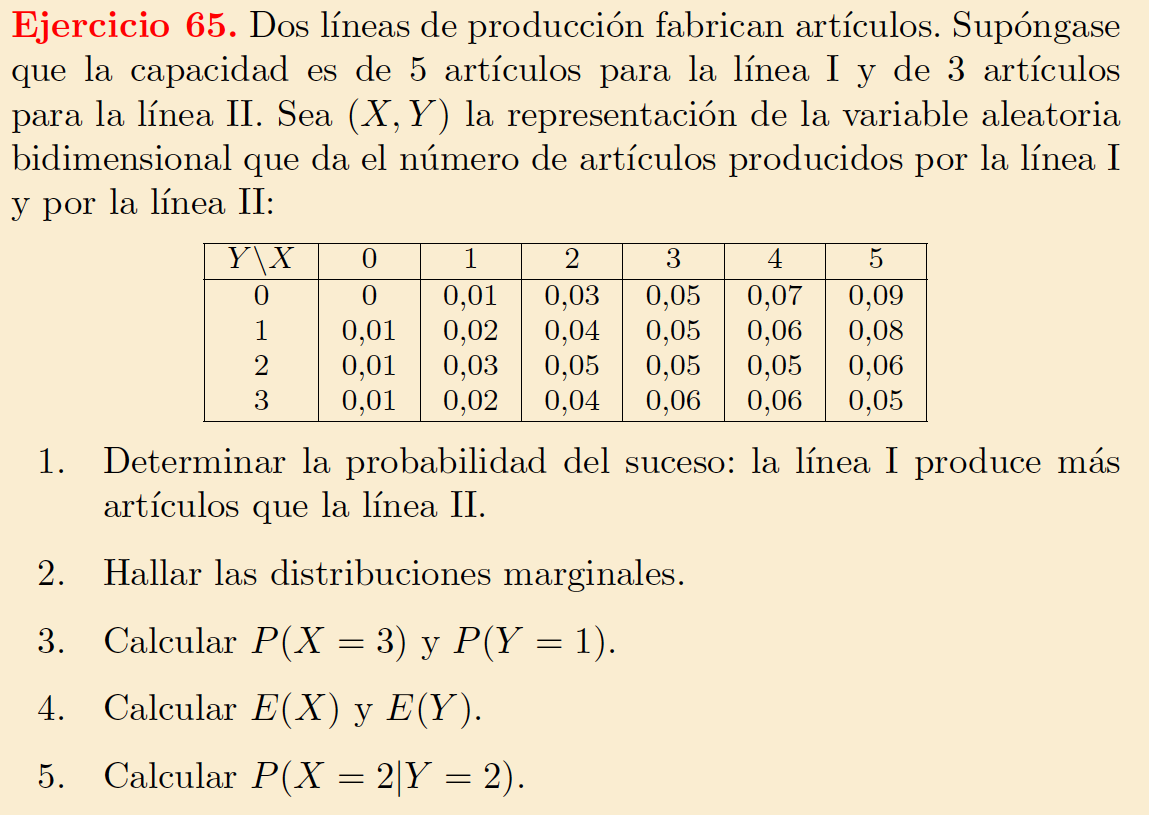 Ejercicio 65. Dos líneas de producción fabrican artículos. Supóngase
que la capacidad es de 5 artículos para la línea I y de 3 artículos
para la línea II. Sea (X, Y) la representación de la variable aleatoria
bidimensional que da el número de artículos producidos por la línea I
y por la línea II:
Y\X 0 1 2 3 4 5
0 0 0,01 0,03 0,05 0,07 0,09
1 0,01 0,02 0,04 0,05 0,06 0,08
2 0,01 0,03 0,05 0,05 0,05 0,06
3 0,01 0,02 0,04 0,06 0,06 0,05
1. Determinar la probabilidad del suceso: la línea I produce más
artículos que la línea II.
2. Hallar las distribuciones marginales.
3. Calcular P(X = 3) y P(Y = 1).
4. Calcular E(X) y E(Y).
5. Calcular P(X = 2|Y = 2).